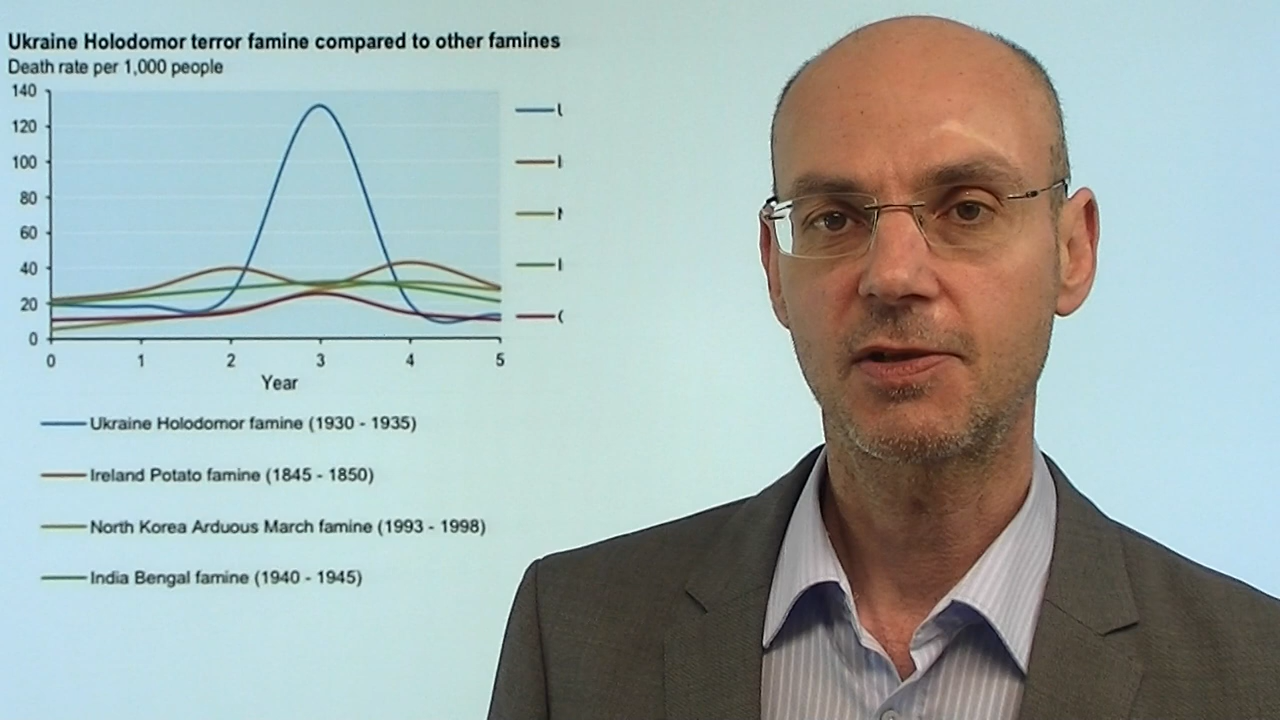 Ukraine Holodomor terror famine compared to other famines
Death rate per 1,000 people
140
120
100
80
60
40
20
0
0 1 2 3 4 5
Year
Ukraine Holodomor famine (1930 - 1935)
Ireland Potato famine (1845 - 1850)
North Korea Arduous March famine (1993 - 1998)
India Bengal famine (1940 - 1945)